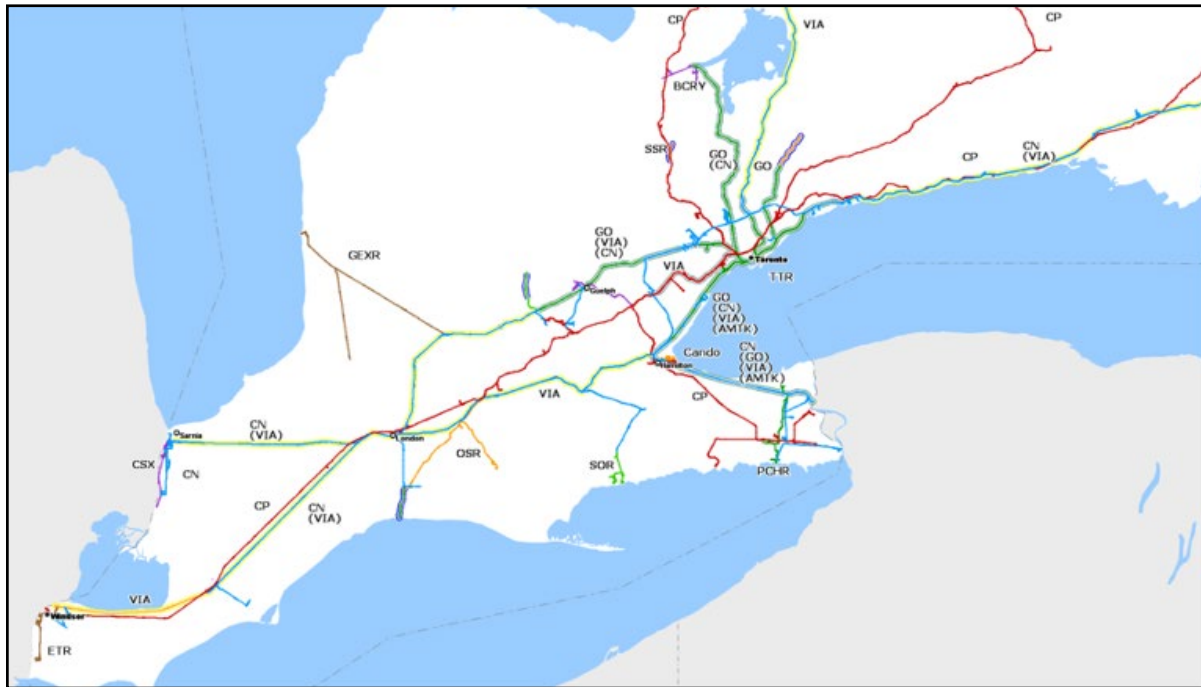 CP
VIA
CP
BCRY
SSR
GO
(CN)
GO
CP
CN
(VIA)
GO
(VIA)
(CN)
GEXR
VIA
Toronto
TTR
Guelph
GO
(CN)
(VIA)
(AMTK)
Cando
Hamilton
CN
(GO)
(VIA)
(AMTK)
VIA
CP
Sarnia
CN
(VIA)
London
CSX
CN
OSR
SOR
PCHR
CP
CN
(VIA)
VIA
Windsor
ETR